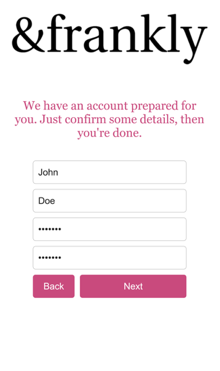 &frankly
We have an account prepared for
you. Just confirm some details, then
you're done.
John
Doe
•••••••
•••••••
Back Next